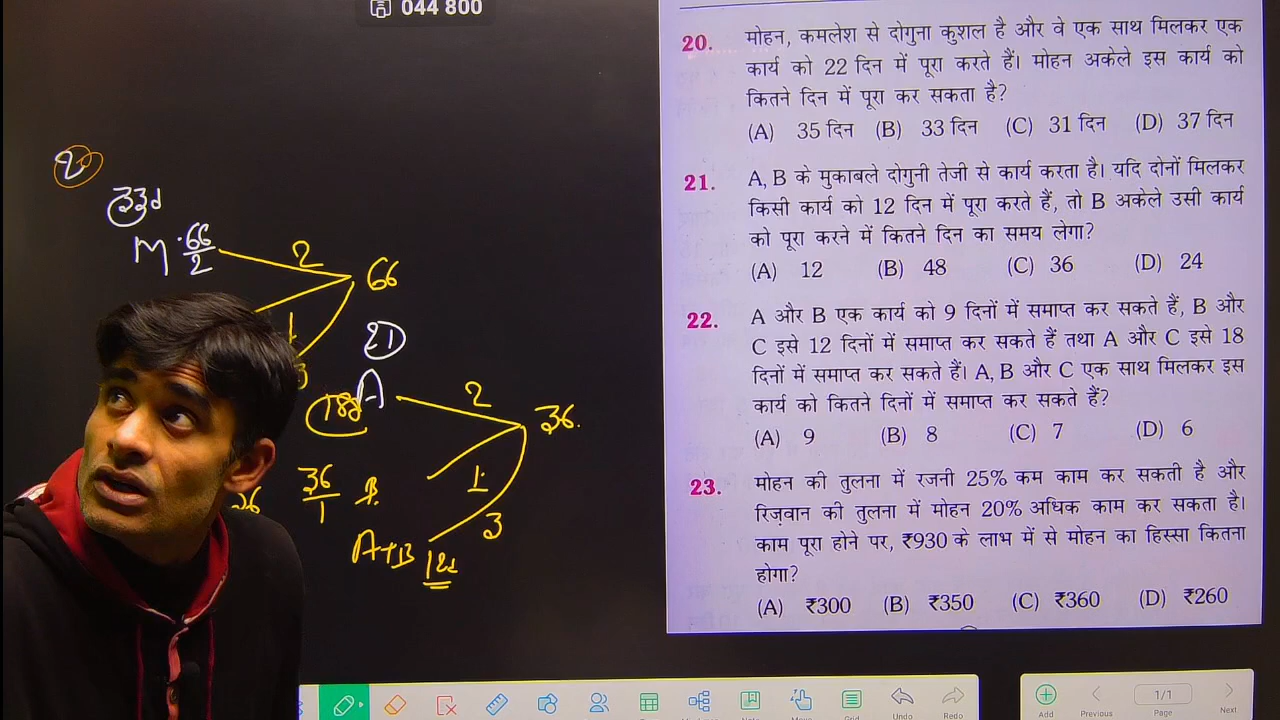 044 800
20
33d
M 66/2
2
66
1
3
21
A
18d
2
36
36/1 B
1
3
A+B 12d
20. मोहन, कमलेश से दोगुना कुशल है और वे एक साथ मिलकर एक
कार्य को 22 दिन में पूरा करते हैं। मोहन अकेले इस कार्य को
कितने दिन में पूरा कर सकता है?
(A) 35 दिन (B) 33 दिन (C) 31 दिन (D) 37 दिन
21. A, B के मुकाबले दोगुनी तेजी से कार्य करता है। यदि दोनों मिलकर
किसी कार्य को 12 दिन में पूरा करते हैं, तो B अकेले उसी कार्य
को पूरा करने में कितने दिन का समय लेगा?
(A) 12 (B) 48 (C) 36 (D) 24
22. A और B एक कार्य को 9 दिनों में समाप्त कर सकते हैं, B और
C इसे 12 दिनों में समाप्त कर सकते हैं तथा A और C इसे 18
दिनों में समाप्त कर सकते हैं। A, B और C एक साथ मिलकर इस
कार्य को कितने दिनों में समाप्त कर सकते हैं?
(A) 9 (B) 8 (C) 7 (D) 6
23. मोहन की तुलना में रजनी 25% कम काम कर सकती है और
रिज़वान की तुलना में मोहन 20% अधिक काम कर सकता है।
काम पूरा होने पर, ₹930 के लाभ में से मोहन का हिस्सा कितना
होगा?
(A) ₹300 (B) ₹350 (C) ₹360 (D) ₹260
Undo Redo
Add Previous 1/1 Page Next